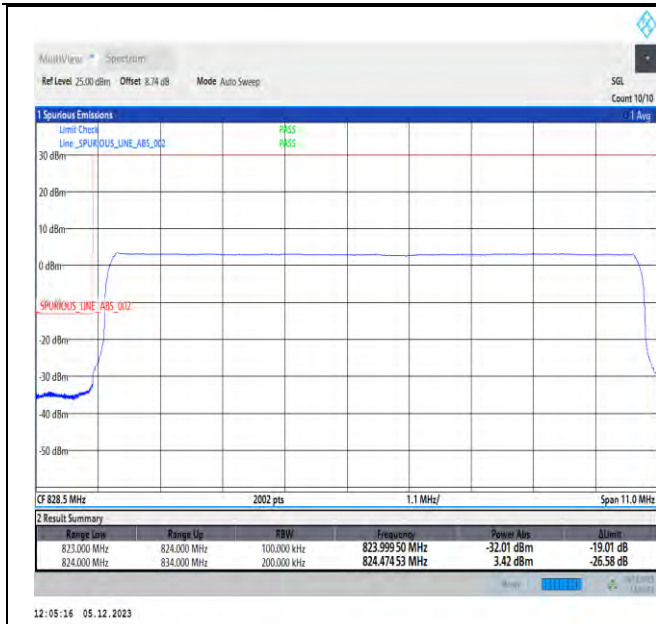 MultiView Spectrum
Ref Level 25.00 dBm Offset 8.74 dB Mode Auto Sweep SGL
Count 10/10
1 Spurious Emissions 1 Avg
Limit Check PASS
Line _SPURIOUS_LINE_ABS_002 PASS
30 dBm
20 dBm
10 dBm
0 dBm
_SPURIOUS_LINE_ABS_002
-20 dBm
-30 dBm
-40 dBm
-50 dBm
CF 828.5 MHz 2002 pts 1.1 MHz/ Span 11.0 MHz
2 Result Summary
Range Low Range Up RBW Frequency Power Abs ΔLimit
823.000 MHz 824.000 MHz 100.000 kHz 823.99950 MHz -32.01 dBm -19.01 dB
824.000 MHz 834.000 MHz 200.000 kHz 824.47453 MHz 3.42 dBm -26.58 dB
12:05:16 05.12.2023